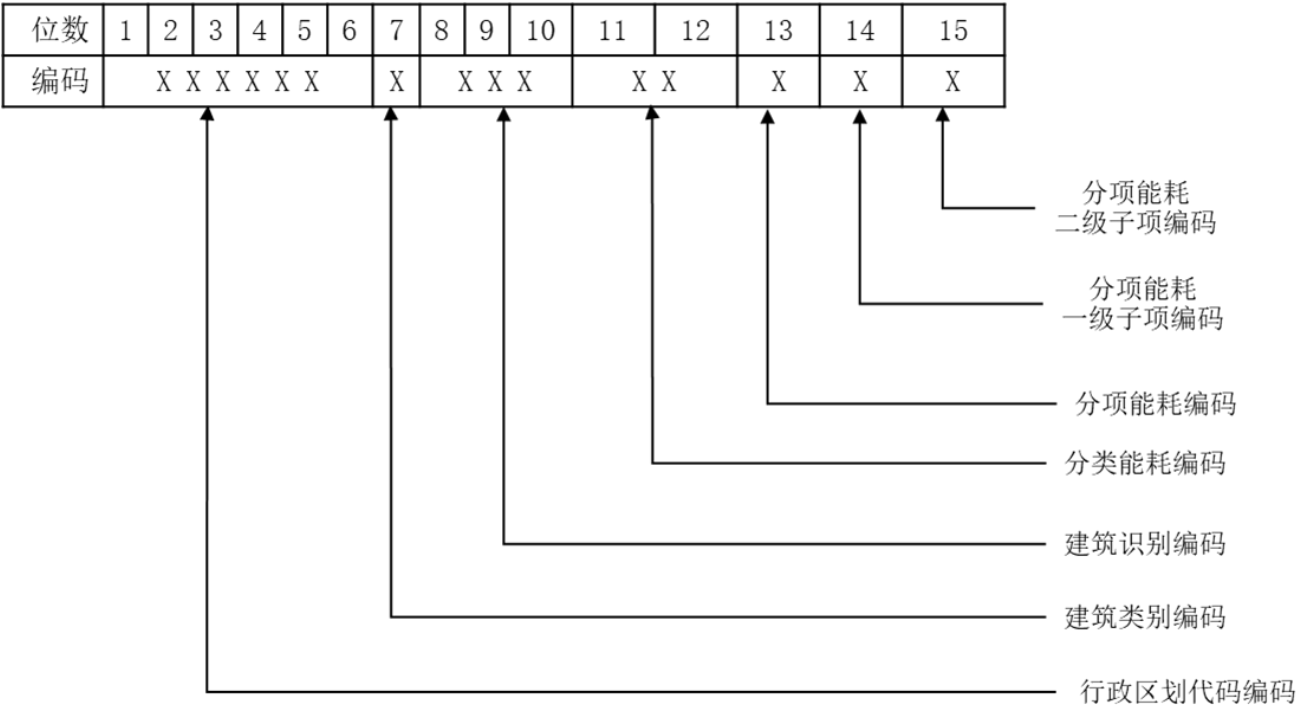 位数 1 2 3 4 5 6 7 8 9 10 11 12 13 14 15
编码 X X X X X X X X X X X X X X X
分项能耗
二级子项编码
分项能耗
一级子项编码
分项能耗编码
分类能耗编码
建筑识别编码
建筑类别编码
行政区划代码编码